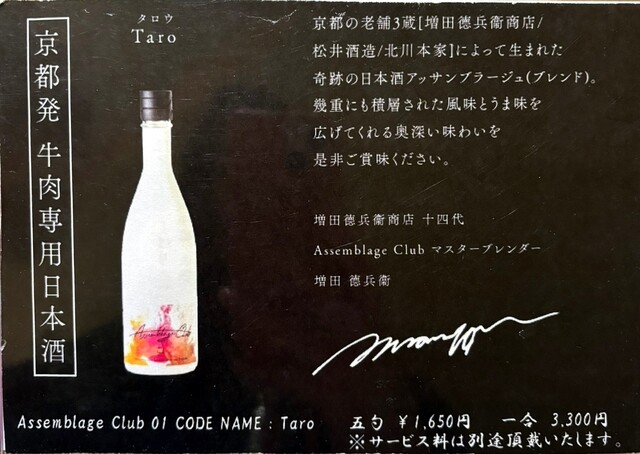 京都発 牛肉専用日本酒
タロウ
Taro
京都の老舗3蔵[増田德兵衞商店/
松井酒造/北川本家]によって生まれた
奇跡の日本酒アッサンブラージュ(ブレンド)。
幾重にも積層された風味とうま味を
広げてくれる奥深い味わいを
是非ご賞味ください。
増田德兵衞商店 十四代
Assemblage Club マスターブレンダー
増田 德兵衞
Assemblage Club
Assemblage Club 01 CODE NAME : Taro
五勺 ¥1,650円 一合 3,300円
※サービス料は別途頂戴いたします。